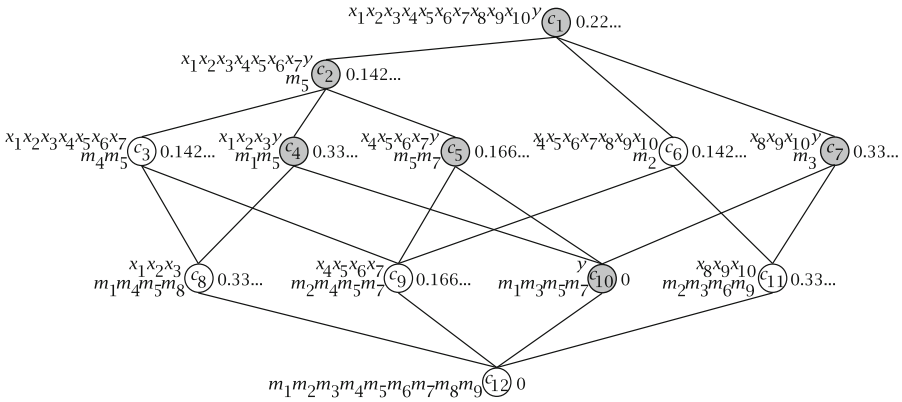 x₁x₂x₃x₄x₅x₆x₇x₈x₉x₁₀y c₁ 0.22...
x₁x₂x₃x₄x₅x₆x₇y
m₅ c₂ 0.142...
x₁x₂x₃x₄x₅x₆x₇
m₄m₅ c₃ 0.142...
x₁x₂x₃y
m₁m₅ c₄ 0.33...
x₄x₅x₆x₇y
m₅m₇ c₅ 0.166...
x₄x₅x₆x₇x₈x₉x₁₀
m₂ c₆ 0.142...
x₈x₉x₁₀y
m₃ c₇ 0.33...
x₁x₂x₃
m₁m₄m₅m₈ c₈ 0.33...
x₄x₅x₆x₇
m₂m₄m₅m₇ c₉ 0.166...
y
m₁m₃m₅m₇ c₁₀ 0
x₈x₉x₁₀
m₂m₃m₆m₉ c₁₁ 0.33...
m₁m₂m₃m₄m₅m₆m₇m₈m₉ c₁₂ 0